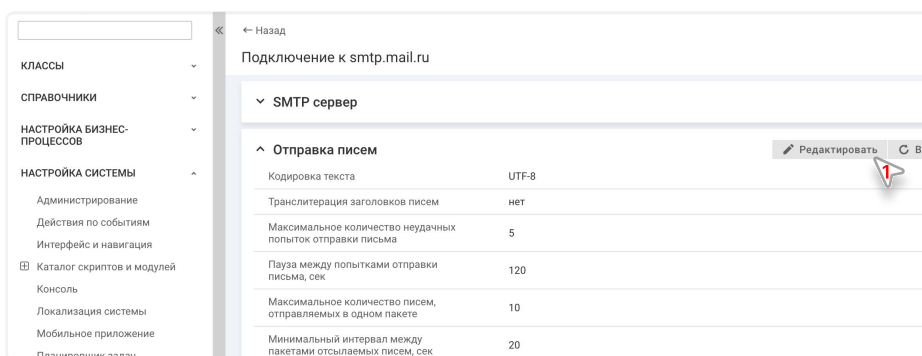 ← Назад
Подключение к smtp.mail.ru
КЛАССЫ
СПРАВОЧНИКИ
НАСТРОЙКА БИЗНЕС-
ПРОЦЕССОВ
НАСТРОЙКА СИСТЕМЫ
Администрирование
Действия по событиям
Интерфейс и навигация
Каталог скриптов и модулей
Консоль
Локализация системы
Мобильное приложение
Планировщик задач
SMTP сервер
Отправка писем
Редактировать
В
1
Кодировка текста UTF-8
Транслитерация заголовков писем нет
Максимальное количество неудачных
попыток отправки письма 5
Пауза между попытками отправки
письма, сек 120
Максимальное количество писем,
отправляемых в одном пакете 10
Минимальный интервал между
пакетами отсылаемых писем, сек 20